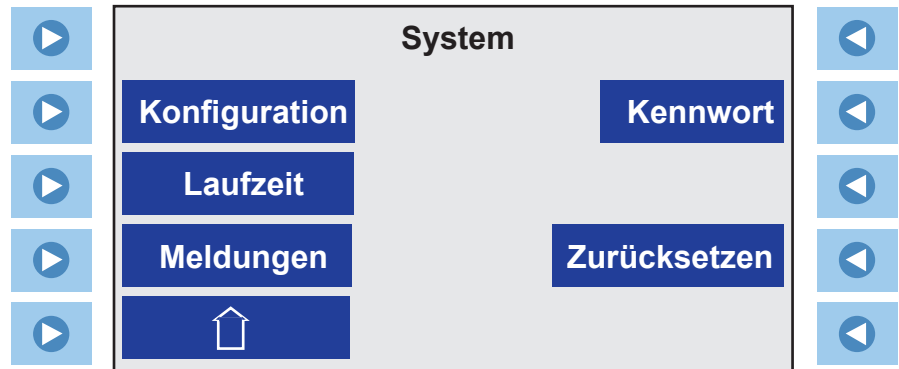 System
Konfiguration
Kennwort
Laufzeit
Meldungen
Zurücksetzen